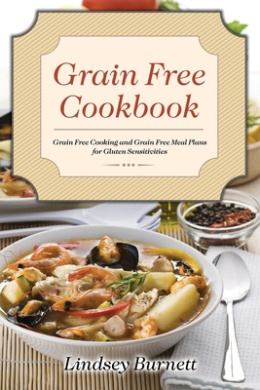 Grain Free
Cookbook
Grain Free Cooking and Grain Free Meal Plans
for Gluten Sensitivities
Lindsey Burnett